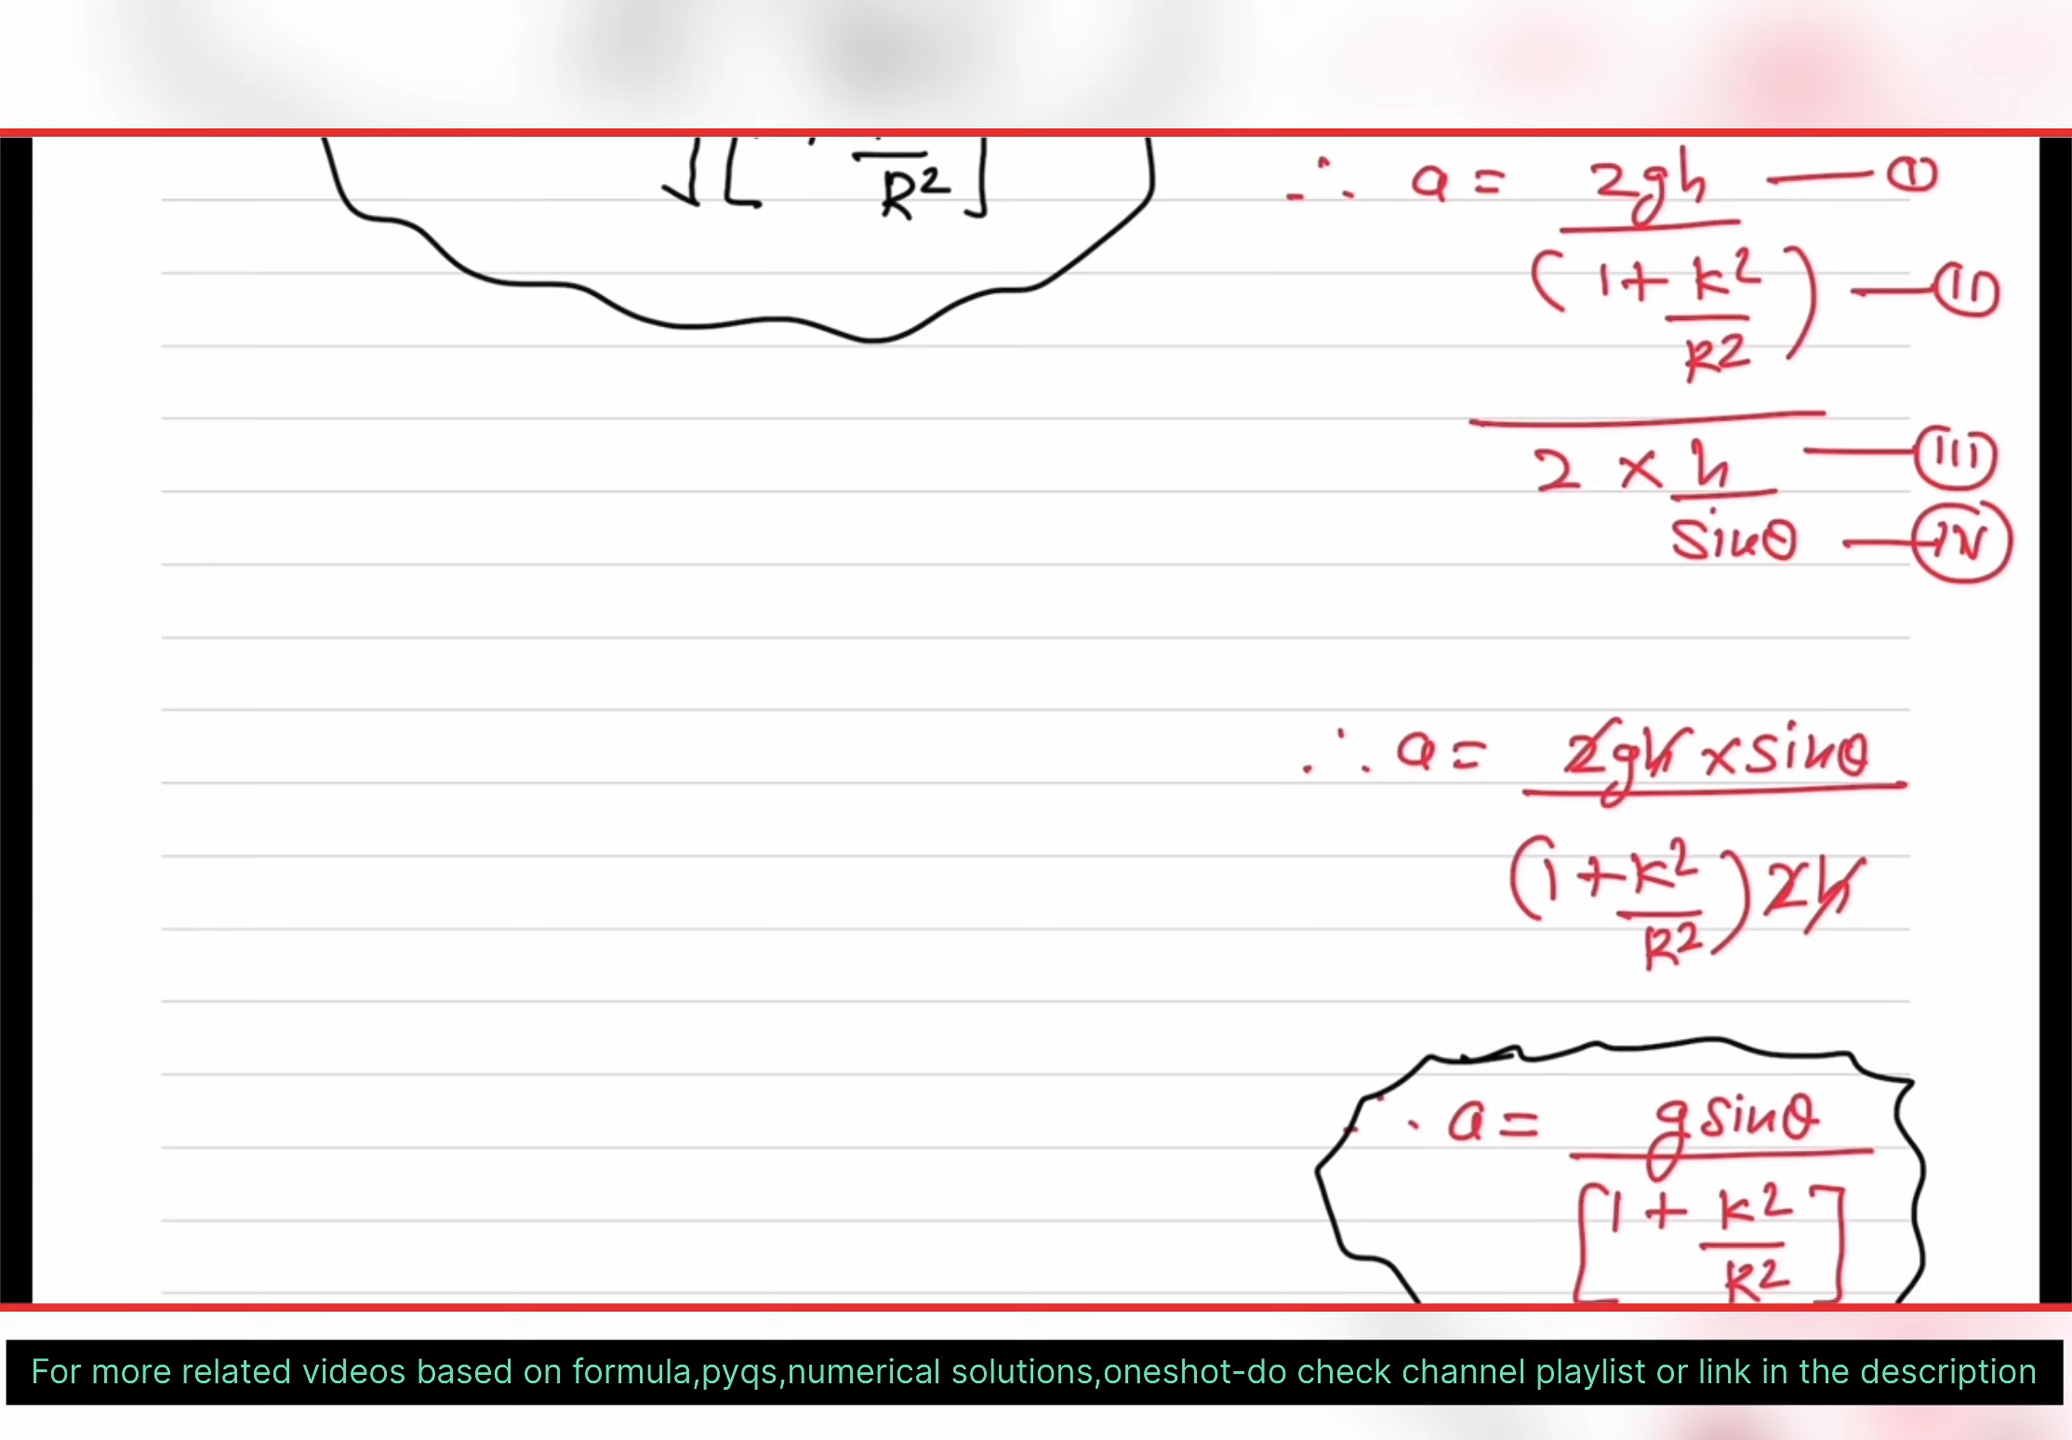 √[ R² ]
∴ a = 2gh — I
(1 + K²/R²) — II
2 × h — III
sinθ — IV
∴ a = 2gh × sinθ
(1 + K²/R²) 2h
∴ a = g sinθ
[1 + K²/R²]
For more related videos based on formula,pyqs,numerical solutions,oneshot-do check channel playlist or link in the description